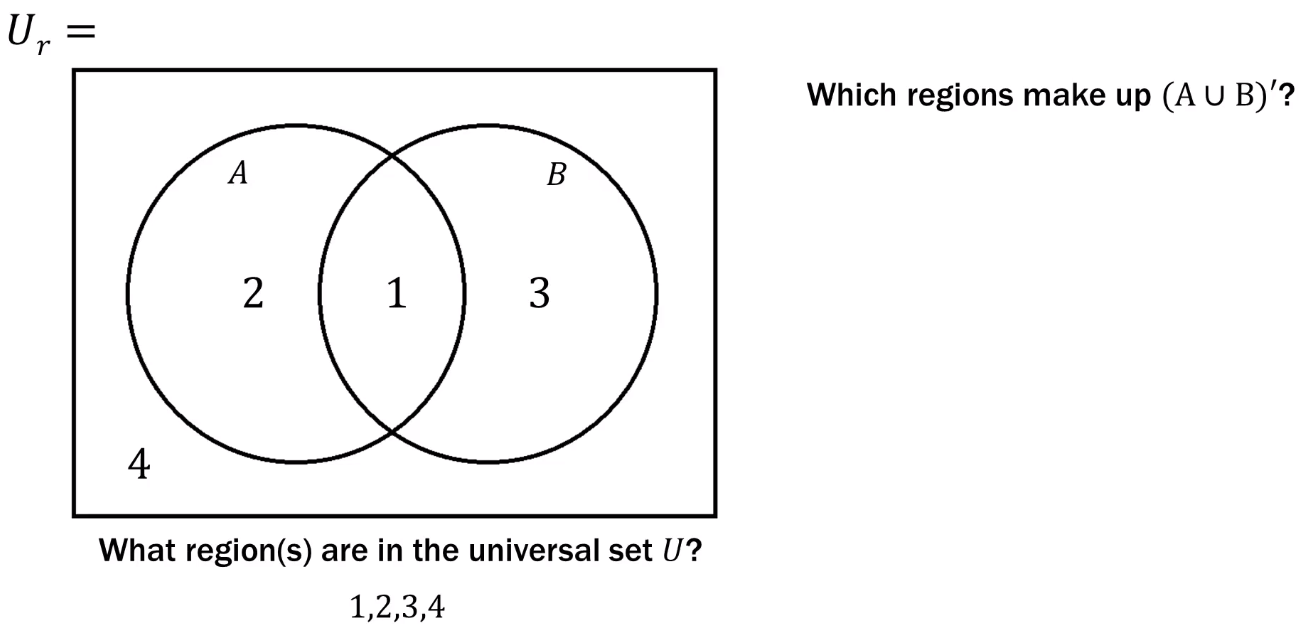 𝑈ᵣ =
Which regions make up (A ∪ B)′?
A
B
2
1
3
4
What region(s) are in the universal set 𝑈?
1,2,3,4